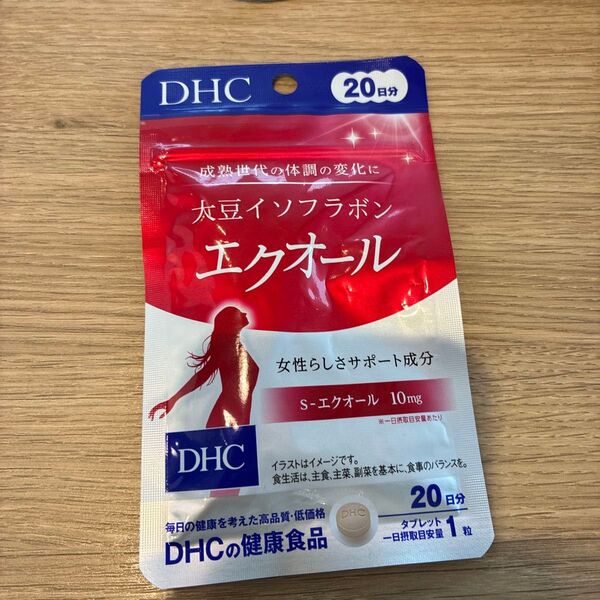 DHC 20日分
成熟世代の体調の変化に
大豆イソフラボン
エクオール
女性らしさサポート成分
S-エクオール 10mg
※一日摂取目安量あたり
DHC
イラストはイメージです。
食生活は、主食、主菜、副菜を基本に、食事のバランスを。
毎日の健康を考えた高品質・低価格
DHCの健康食品
DHC
20日分
タブレット
一日摂取目安量 1粒